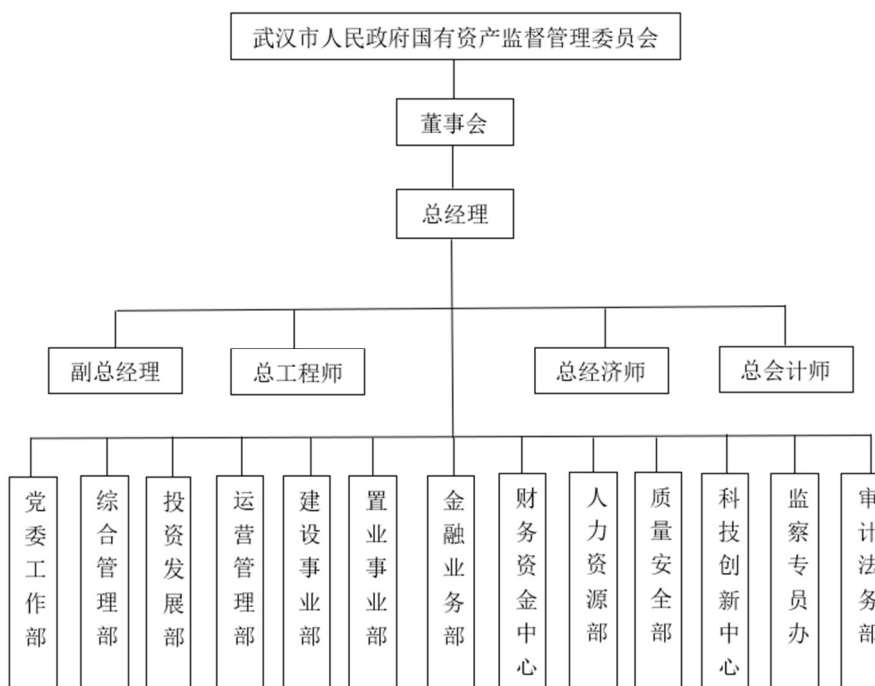 武汉市人民政府国有资产监督管理委员会
董事会
总经理
副总经理
总工程师
总经济师
总会计师
党委工作部
综合管理部
投资发展部
运营管理部
建设事业部
置业事业部
金融业务部
财务资金中心
人力资源部
质量安全部
科技创新中心
监察专员办
审计法务部